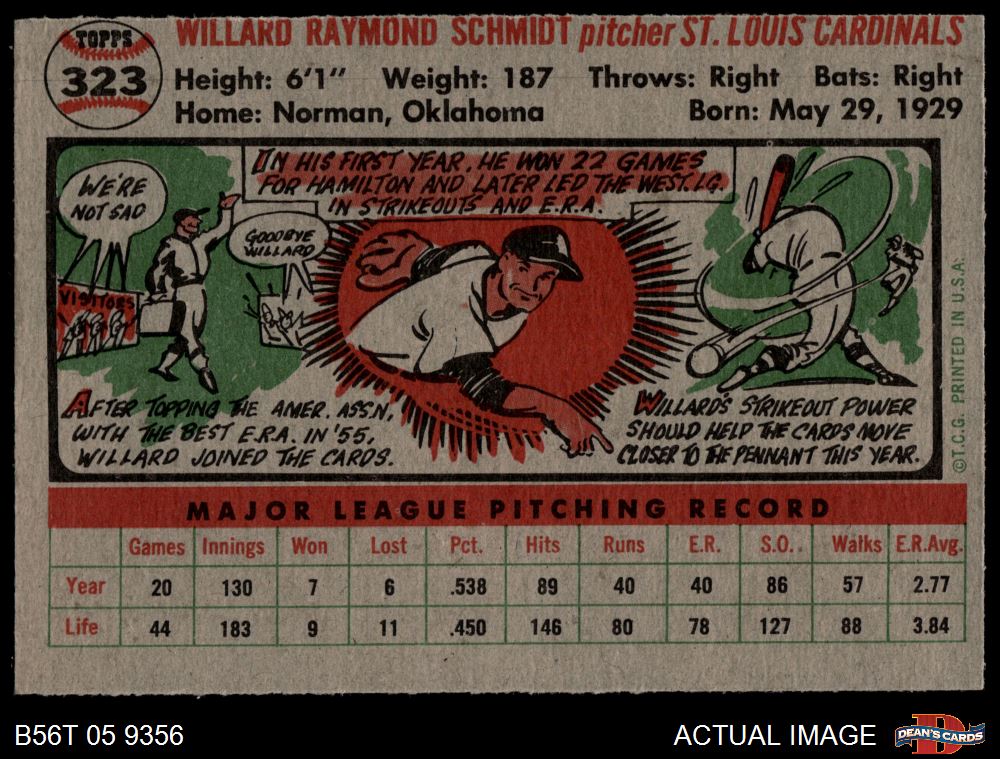 TOPPS
323
WILLARD RAYMOND SCHMIDT pitcher ST. LOUIS CARDINALS
Height: 6'1" Weight: 187 Throws: Right Bats: Right
Home: Norman, Oklahoma Born: May 29, 1929
IN HIS FIRST YEAR, HE WON 22 GAMES
FOR HAMILTON AND LATER LED THE WEST. LG.
IN STRIKEOUTS AND E.R.A.
WE'RE
NOT SAD
GOODBYE
WILLARD
VISITORS
AFTER TOPPING THE AMER. ASS'N,
WITH THE BEST E.R.A. IN '55,
WILLARD JOINED THE CARDS.
WILLARD'S STRIKEOUT POWER
SHOULD HELP THE CARDS MOVE
CLOSER TO THE PENNANT THIS YEAR.
©T.C.G. PRINTED IN U.S.A.
MAJOR LEAGUE PITCHING RECORD
Games Innings Won Lost Pct. Hits Runs E.R. S.O. Walks E.R.Avg.
Year 20 130 7 6 .538 89 40 40 86 57 2.77
Life 44 183 9 11 .450 146 80 78 127 88 3.84
B56T 05 9356
ACTUAL IMAGE
D
DEAN'S CARDS